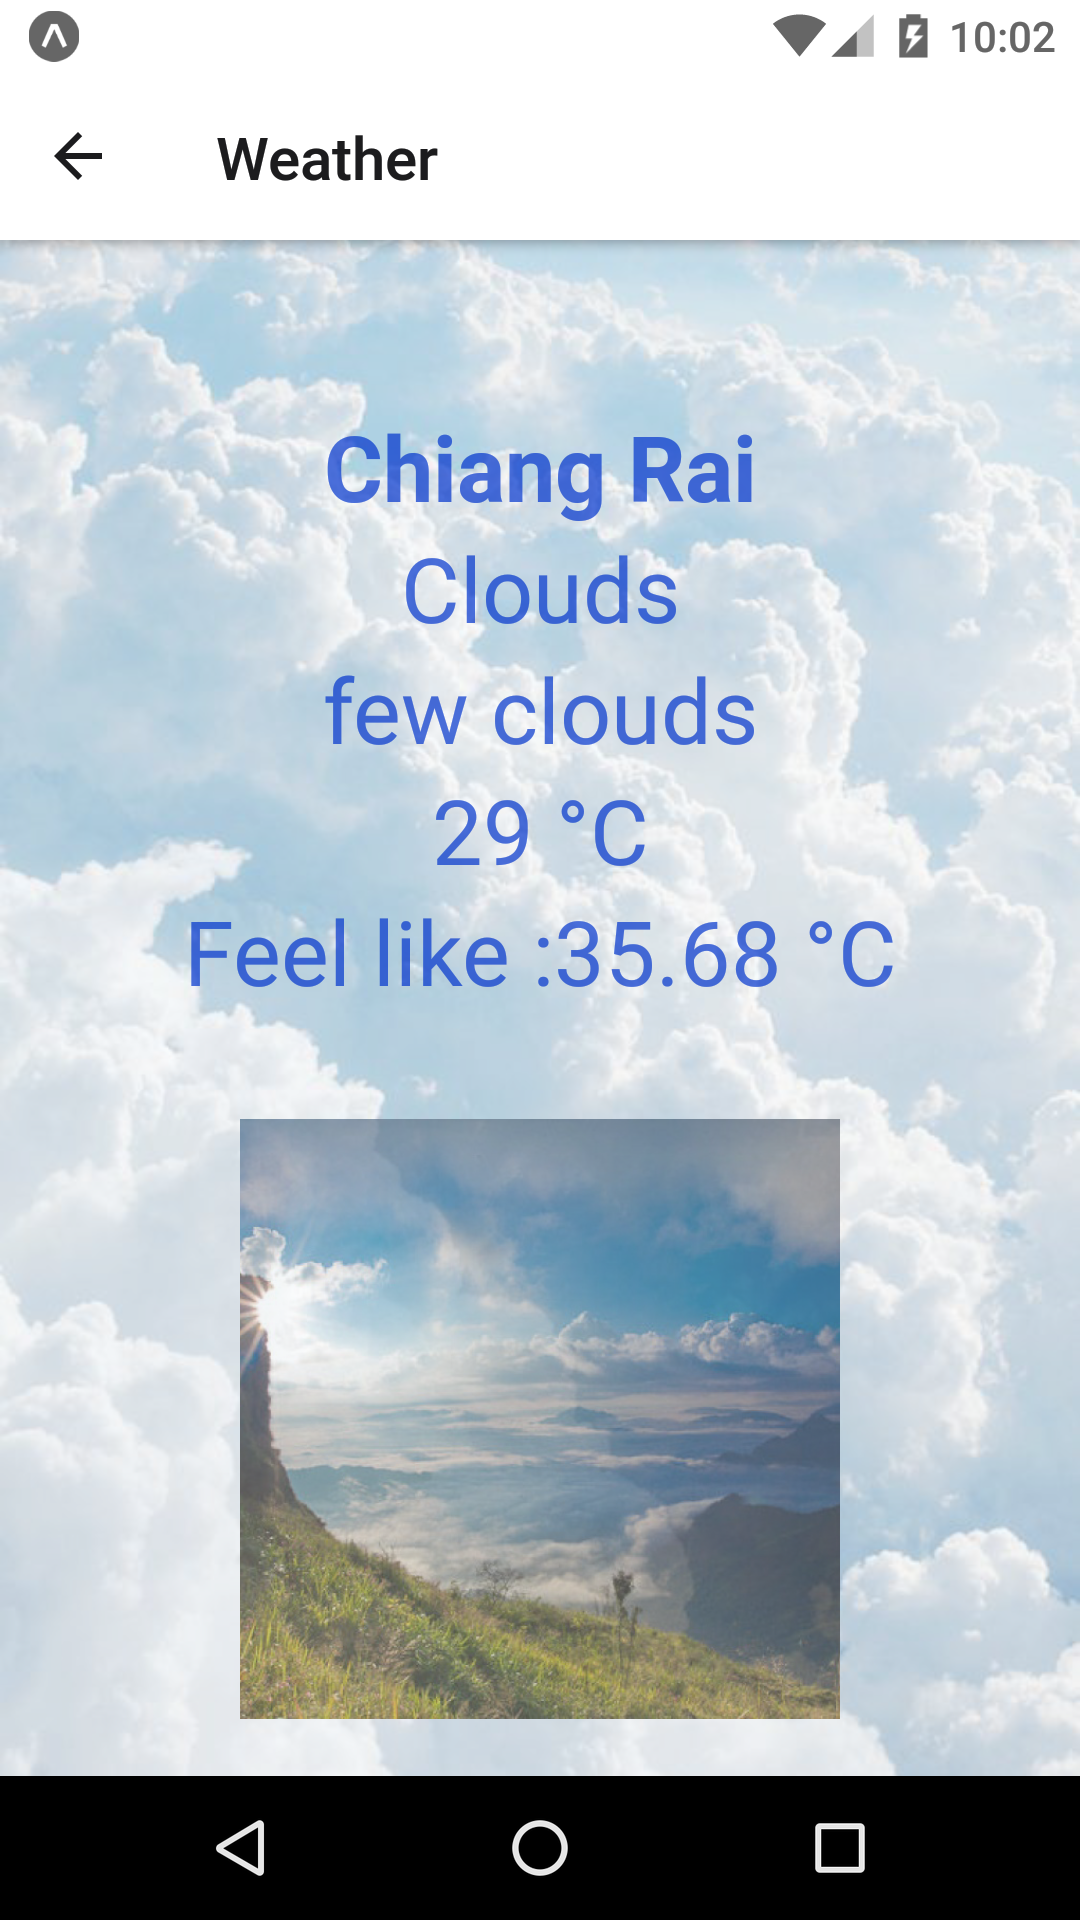 10:02
Weather
Chiang Rai
Clouds
few clouds
29 °C
Feel like :35.68 °C